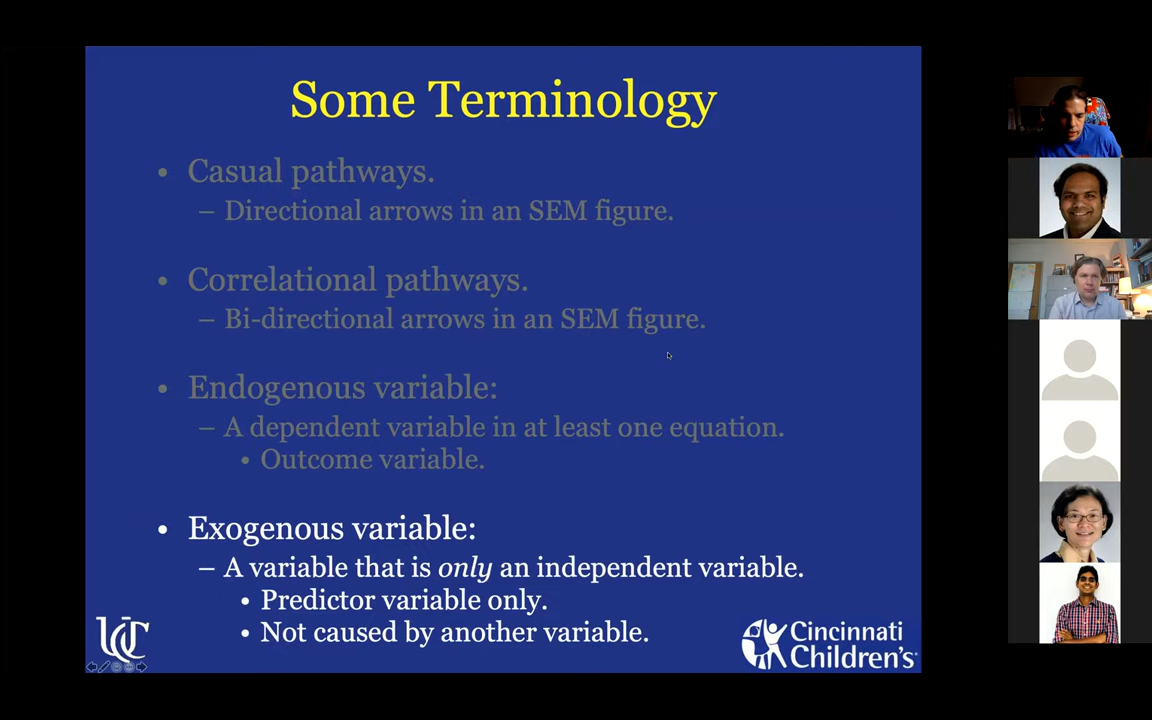 Some Terminology
• Casual pathways.
– Directional arrows in an SEM figure.
• Correlational pathways.
– Bi-directional arrows in an SEM figure.
• Endogenous variable:
– A dependent variable in at least one equation.
• Outcome variable.
• Exogenous variable:
– A variable that is only an independent variable.
• Predictor variable only.
• Not caused by another variable.
UC
Cincinnati
Children's